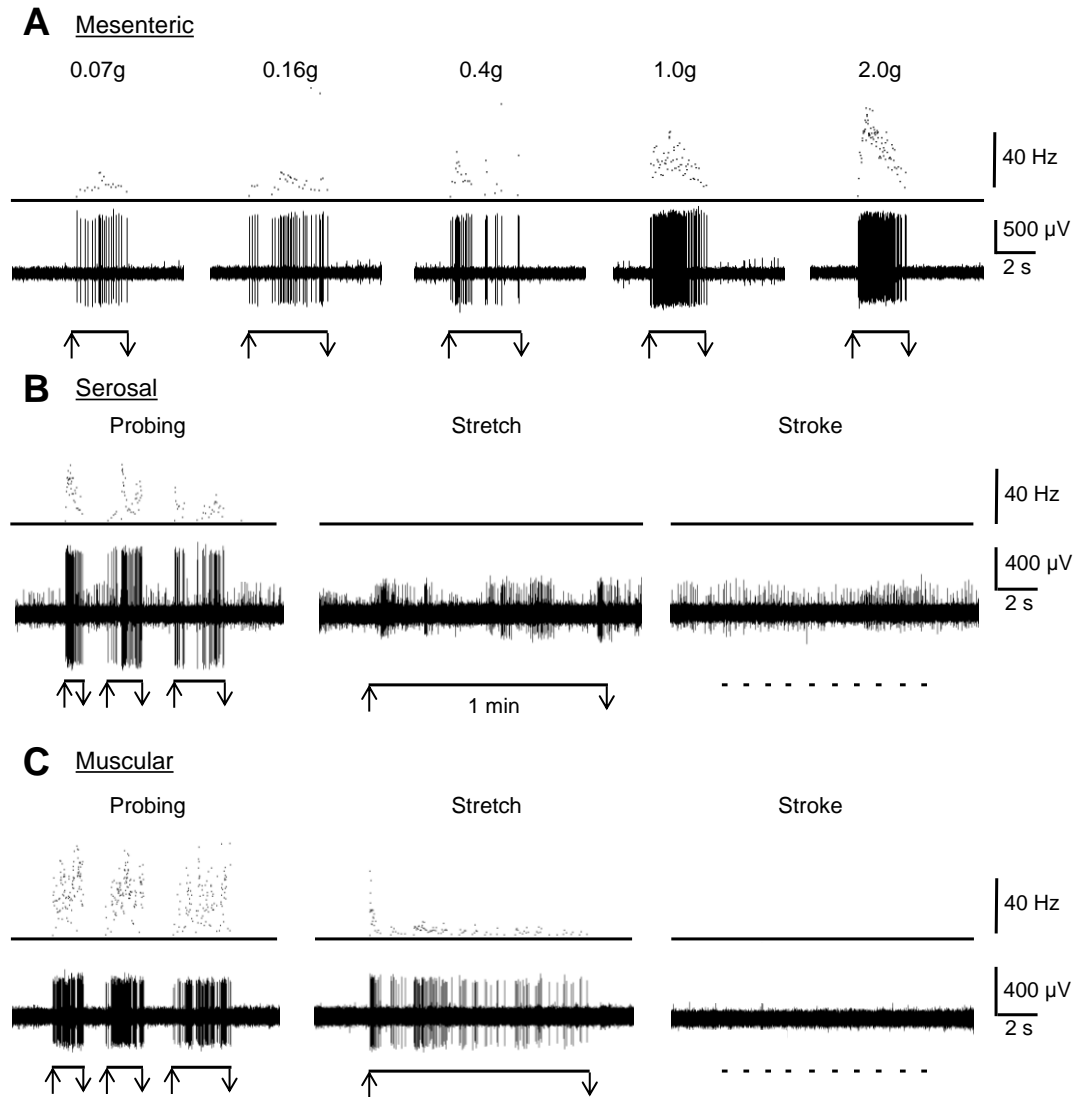 A Mesenteric
0.07g 0.16g 0.4g 1.0g 2.0g
40 Hz
500 µV
2 s
B Serosal
Probing Stretch Stroke
40 Hz
400 µV
2 s
1 min
C Muscular
Probing Stretch Stroke
40 Hz
400 µV
2 s